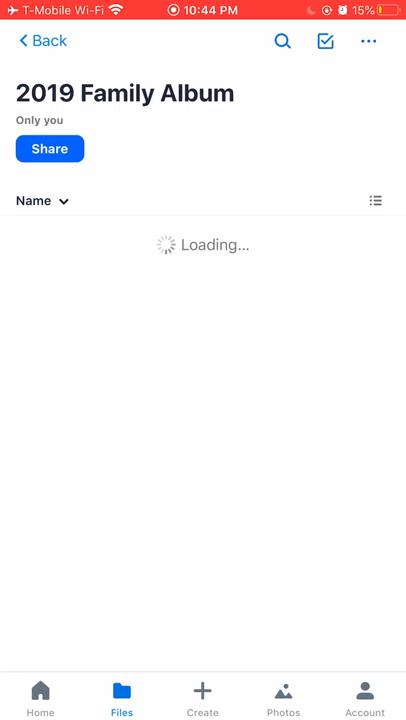 T-Mobile Wi-Fi 10:44 PM 15%
Back
2019 Family Album
Only you
Share
Name
Loading...
Home Files Create Photos Account